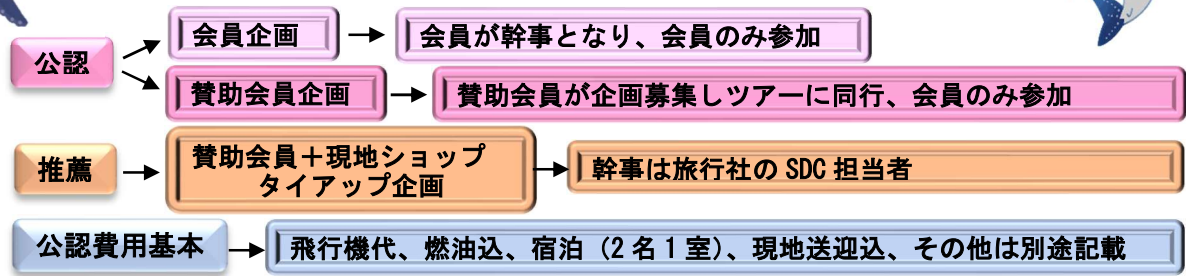 公認
会員企画
会員が幹事となり、会員のみ参加
賛助会員企画
賛助会員が企画募集しツアーに同行、会員のみ参加
推薦
賛助会員＋現地ショップ
タイアップ企画
幹事は旅行社の SDC 担当者
公認費用基本
飛行機代、燃油込、宿泊（2 名 1 室）、現地送迎込、その他は別途記載